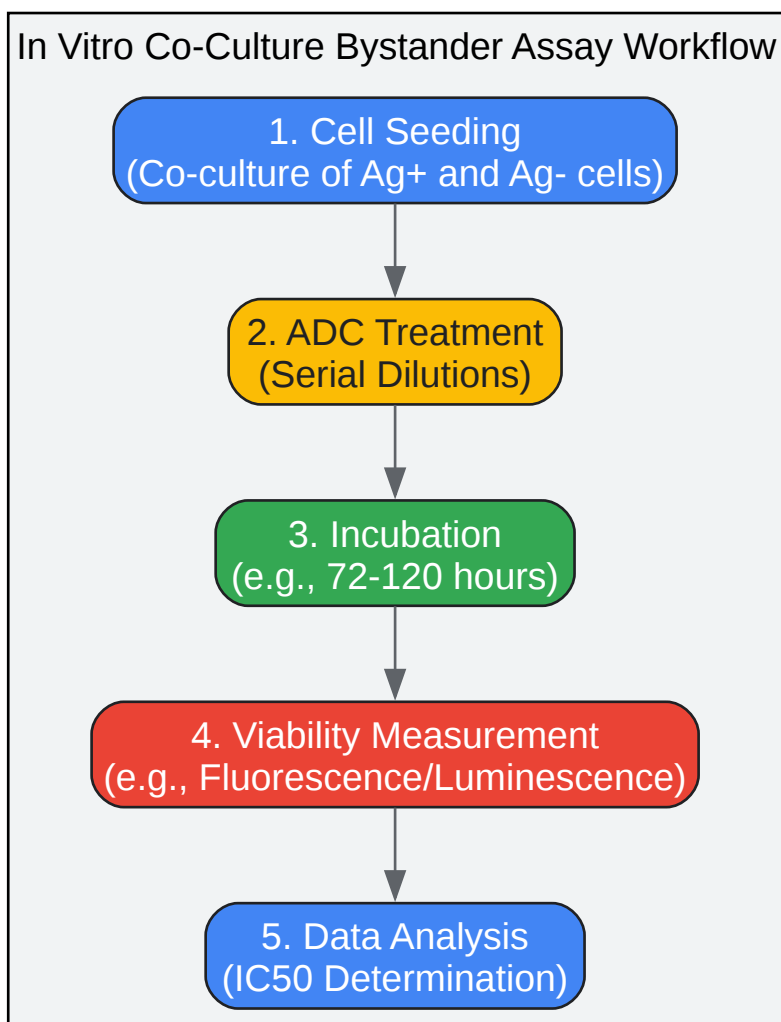 In Vitro Co-Culture Bystander Assay Workflow
1. Cell Seeding
(Co-culture of Ag+ and Ag- cells)
2. ADC Treatment
(Serial Dilutions)
3. Incubation
(e.g., 72-120 hours)
4. Viability Measurement
(e.g., Fluorescence/Luminescence)
5. Data Analysis
(IC50 Determination)